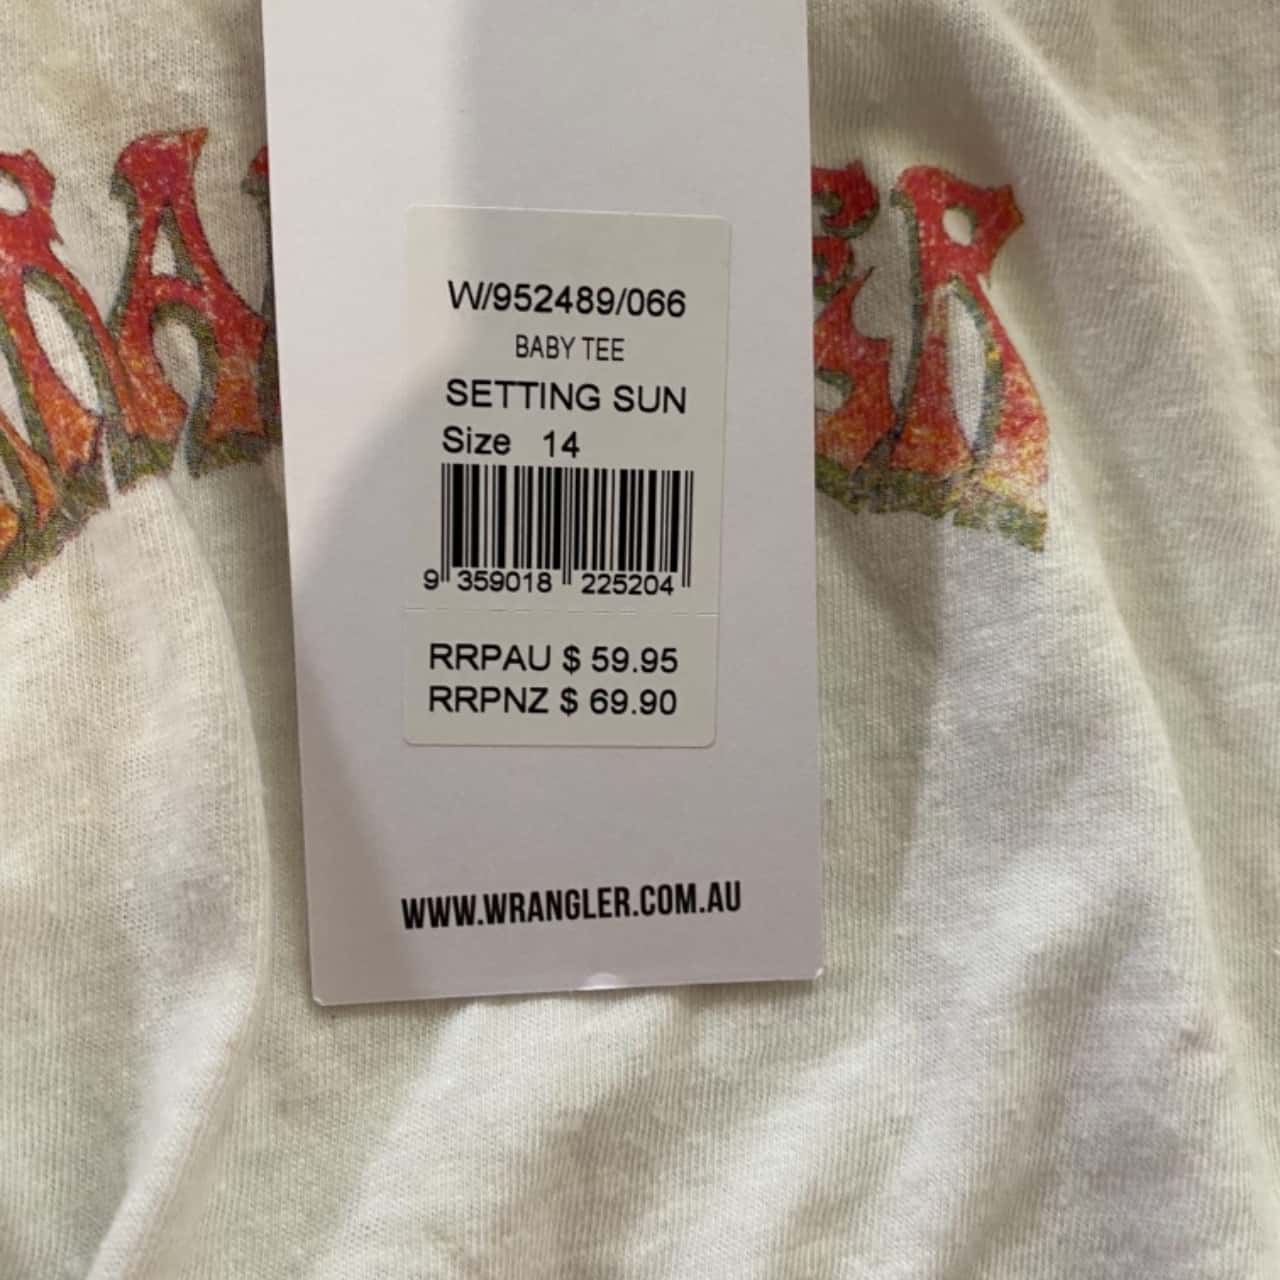 W/952489/066
BABY TEE
SETTING SUN
Size 14
9 359018 225204
RRPAU $ 59.95
RRPNZ $ 69.90
WWW.WRANGLER.COM.AU